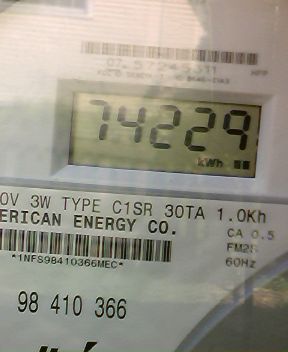 74229
kWh
0V 3W TYPE C1SR 30TA 1.0Kh
ERICAN ENERGY CO.
CA 0.5
*1NFS98410366MEC*
60Hz
98 410 366